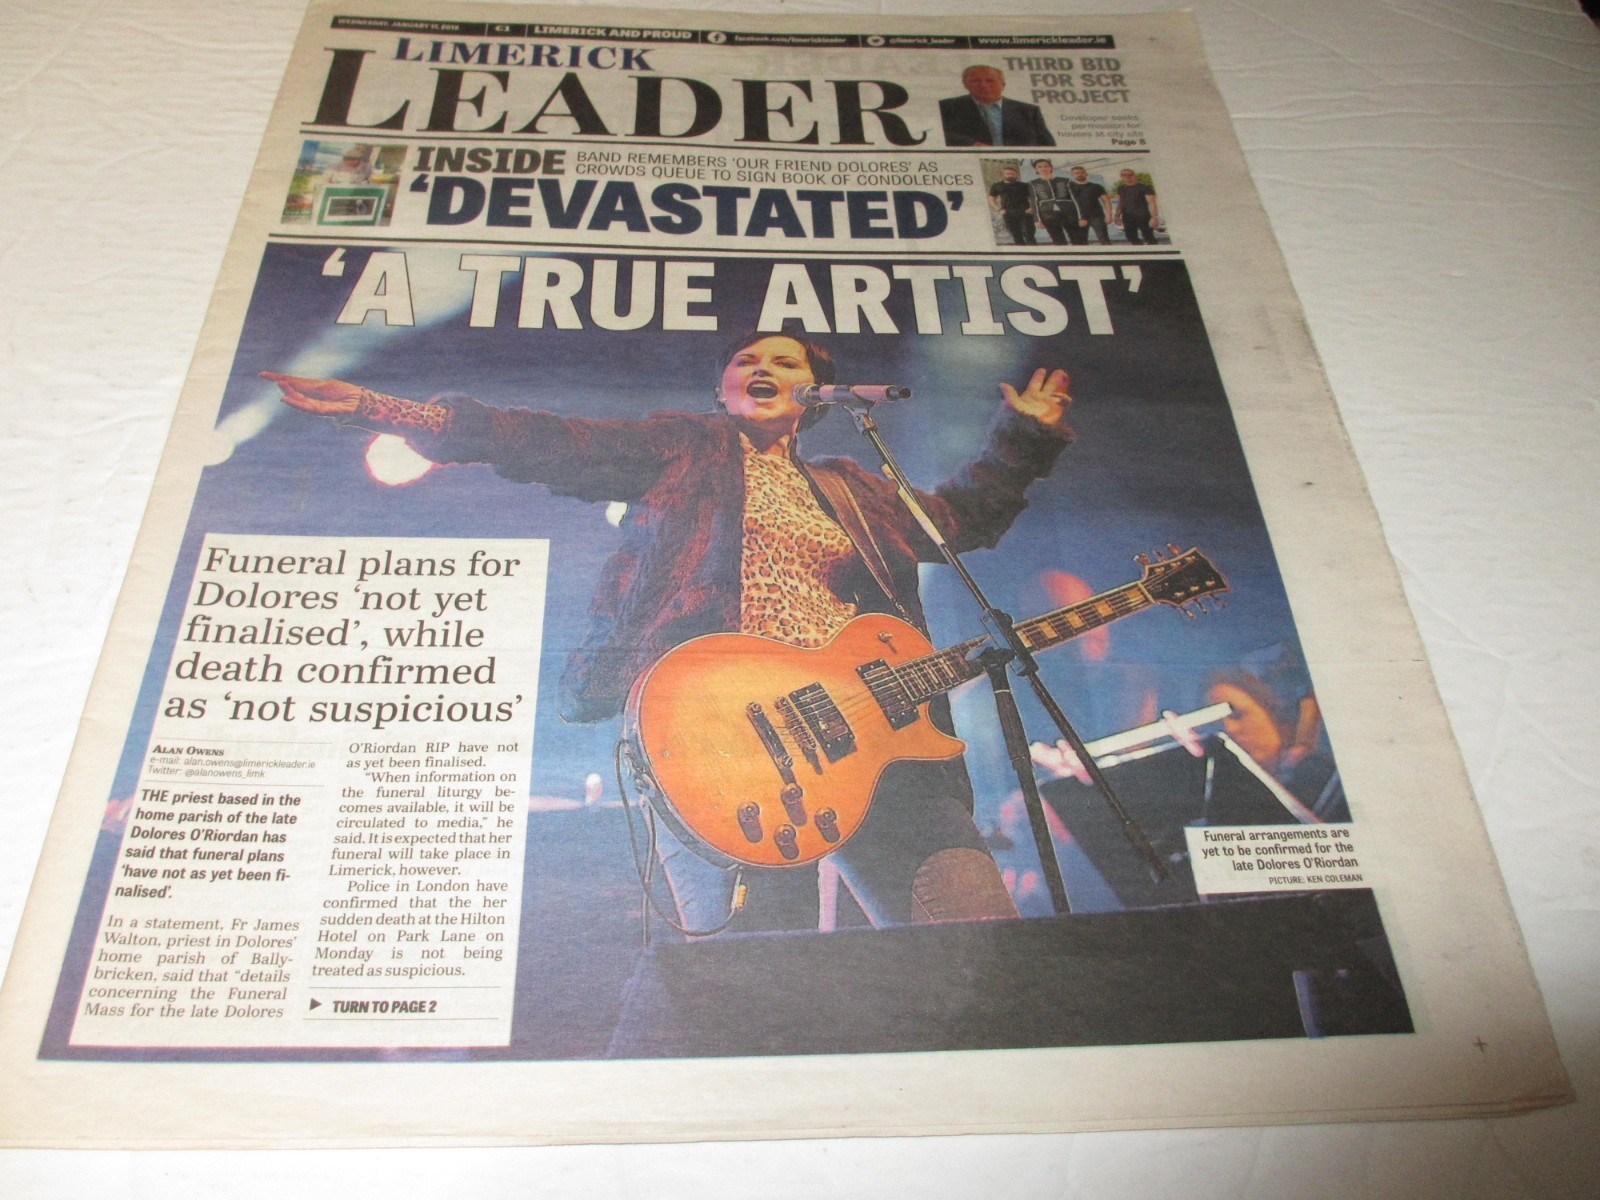 WEDNESDAY, JANUARY 17, 2018
€1
LIMERICK AND PROUD
facebook.com/limerickleader
@limerick_leader
www.limerickleader.ie
LIMERICK
LEADER
THIRD BID
FOR SCR
PROJECT
Developer seeks
permission for
houses at city site
Page 8
INSIDE
BAND REMEMBERS 'OUR FRIEND DOLORES' AS
CROWDS QUEUE TO SIGN BOOK OF CONDOLENCES
'DEVASTATED'
'A TRUE ARTIST'
Funeral plans for
Dolores 'not yet
finalised', while
death confirmed
as 'not suspicious'
ALAN OWENS
e-mail: alan.owens@limerickleader.ie
Twitter: @alanowens_limk
THE priest based in the
home parish of the late
Dolores O'Riordan has
said that funeral plans
'have not as yet been fi-
nalised'.
In a statement, Fr James
Walton, priest in Dolores'
home parish of Bally-
bricken, said that "details
concerning the Funeral
Mass for the late Dolores
O'Riordan RIP have not
as yet been finalised.
"When information on
the funeral liturgy be-
comes available, it will be
circulated to media," he
said. It is expected that her
funeral will take place in
Limerick, however.
Police in London have
confirmed that the her
sudden death at the Hilton
Hotel on Park Lane on
Monday is not being
treated as suspicious.
TURN TO PAGE 2
Funeral arrangements are
yet to be confirmed for the
late Dolores O'Riordan
PICTURE: KEN COLEMAN